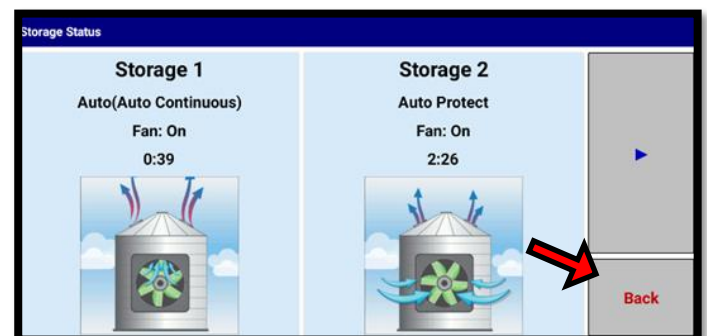 Storage Status
Storage 1
Auto(Auto Continuous)
Fan: On
0:39
Storage 2
Auto Protect
Fan: On
2:26
Back